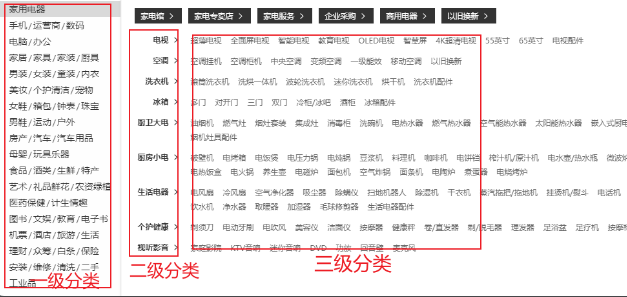 家用电器
手机 / 运营商 / 数码
电脑 / 办公
家居 / 家具 / 家装 / 厨具
男装 / 女装 / 童装 / 内衣
美妆 / 个护清洁 / 宠物
女鞋 / 箱包 / 钟表 / 珠宝
男鞋 / 运动 / 户外
房产 / 汽车 / 汽车用品
母婴 / 玩具乐器
食品 / 酒类 / 生鲜 / 特产
艺术 / 礼品鲜花 / 农资绿植
医药保健 / 计生情趣
图书 / 文娱 / 教育 / 电子书
机票 / 酒店 / 旅游 / 生活
理财 / 众筹 / 白条 / 保险
安装 / 维修 / 清洗 / 二手
工业品
一级分类
家电馆 > 家电专卖店 > 家电服务 > 企业采购 > 商用电器 > 以旧换新 >
电视 > 超薄电视 全面屏电视 智能电视 教育电视 OLED电视 智慧屏 4K超清电视 55英寸 65英寸 电视配件
空调 > 空调挂机 空调柜机 中央空调 变频空调 一级能效 移动空调 以旧换新
洗衣机 > 滚筒洗衣机 洗烘一体机 波轮洗衣机 迷你洗衣机 烘干机 洗衣机配件
冰箱 > 多门 对开门 三门 双门 冷柜/冰吧 酒柜 冰箱配件
厨卫大电 > 油烟机 燃气灶 烟灶套装 集成灶 消毒柜 洗碗机 电热水器 燃气热水器 空气能热水器 太阳能热水器 嵌入式厨电
烟机灶具配件
厨房小电 > 破壁机 电烤箱 电饭煲 电压力锅 电炖锅 豆浆机 料理机 咖啡机 电饼铛 榨汁机/原汁机 电水壶/热水瓶 微波炉
电热饭盒 电火锅 养生壶 电磁炉 面包机 空气炸锅 面条机 电陶炉 煮蛋器 电烧烤炉
生活电器 > 电风扇 冷风扇 空气净化器 吸尘器 除螨仪 扫地机器人 除湿机 干衣机 蒸汽拖把/拖地机 挂烫机/熨斗 电话机
饮水机 净水器 取暖器 加湿器 毛球修剪器 生活电器配件
个护健康 > 剃须刀 电动牙刷 电吹风 美容仪 洁面仪 按摩器 健康秤 卷/直发器 剃/脱毛器 理发器 足浴盆 足疗机 按摩椅
视听影音 > 家庭影院 KTV音响 迷你音响 DVD 功放 回音壁 麦克风
二级分类
三级分类